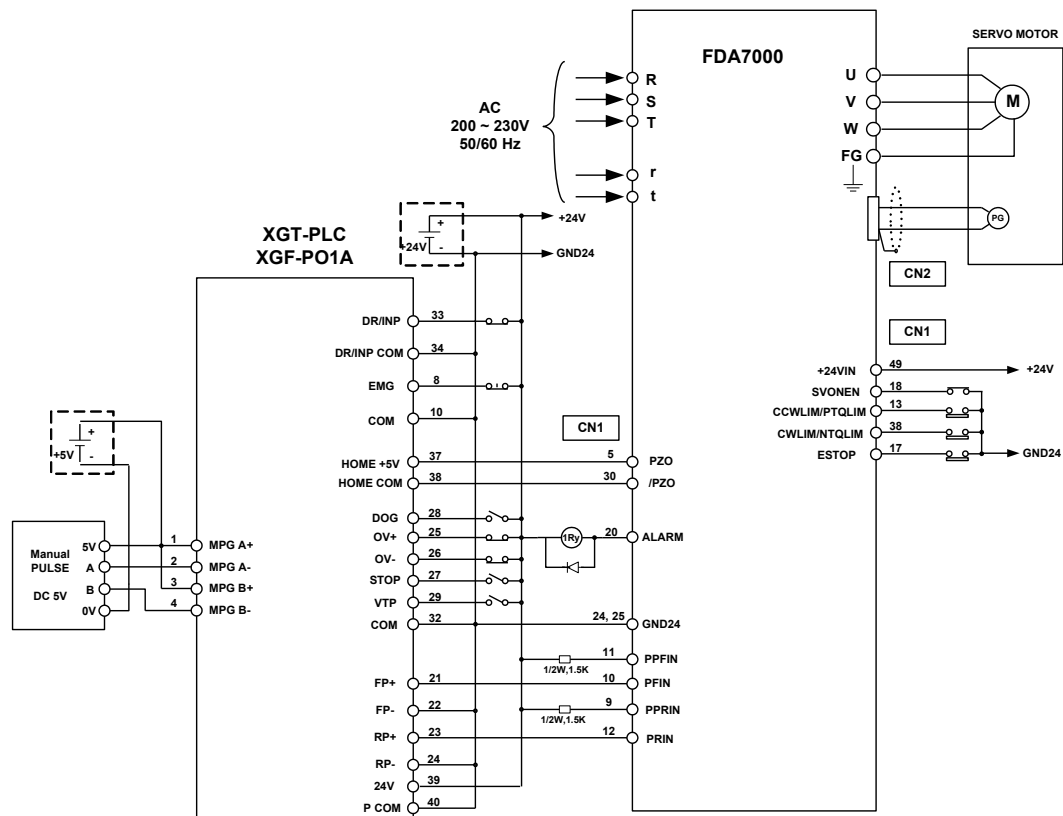 SERVO MOTOR
FDA7000
R
S
T
r
t
AC
200 ~ 230V
50/60 Hz
U
V
W
FG
M
PG
CN2
CN1
XGT-PLC
XGF-PO1A
+24V
+
-
+24V
GND24
DR/INP 33
DR/INP COM 34
EMG 8
COM 10
CN1
HOME +5V 37 5 PZO
HOME COM 38 30 /PZO
DOG 28
OV+ 25 1Ry 20 ALARM
OV- 26
STOP 27
VTP 29
COM 32 24, 25 GND24
11 PPFIN
1/2W,1.5K
FP+ 21 10 PFIN
FP- 22 9 PPRIN
1/2W,1.5K
RP+ 23 12 PRIN
RP- 24
24V 39
P COM 40
+24VIN 49 +24V
SVONEN 18
CCWLIM/PTQLIM 13
CWLIM/NTQLIM 38
ESTOP 17 GND24
+
+5V
-
Manual
PULSE
DC 5V
5V 1 MPG A+
A 2 MPG A-
B 3 MPG B+
0V 4 MPG B-